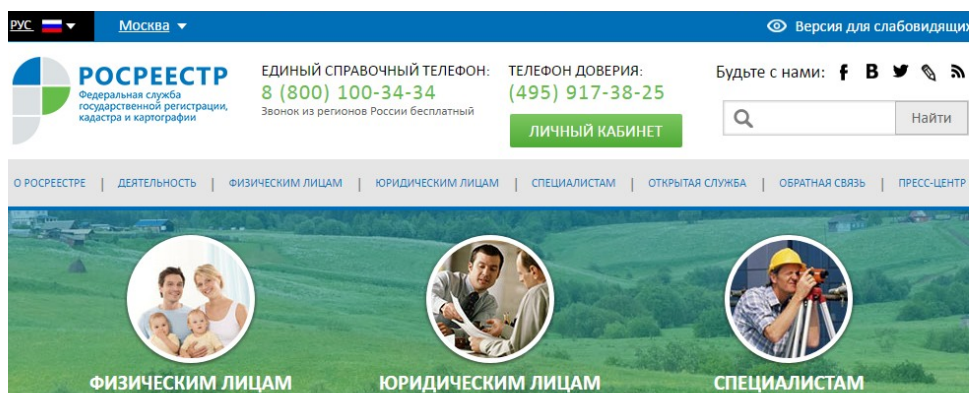 РУС
Москва
Версия для слабовидящих
РОСРЕЕСТР
Федеральная служба
государственной регистрации,
кадастра и картографии
ЕДИНЫЙ СПРАВОЧНЫЙ ТЕЛЕФОН:
8 (800) 100-34-34
Звонок из регионов России бесплатный
ТЕЛЕФОН ДОВЕРИЯ:
(495) 917-38-25
ЛИЧНЫЙ КАБИНЕТ
Будьте с нами:
Найти
О РОСРЕЕСТРЕ | ДЕЯТЕЛЬНОСТЬ | ФИЗИЧЕСКИМ ЛИЦАМ | ЮРИДИЧЕСКИМ ЛИЦАМ | СПЕЦИАЛИСТАМ | ОТКРЫТАЯ СЛУЖБА | ОБРАТНАЯ СВЯЗЬ | ПРЕСС-ЦЕНТР
ФИЗИЧЕСКИМ ЛИЦАМ
ЮРИДИЧЕСКИМ ЛИЦАМ
СПЕЦИАЛИСТАМ